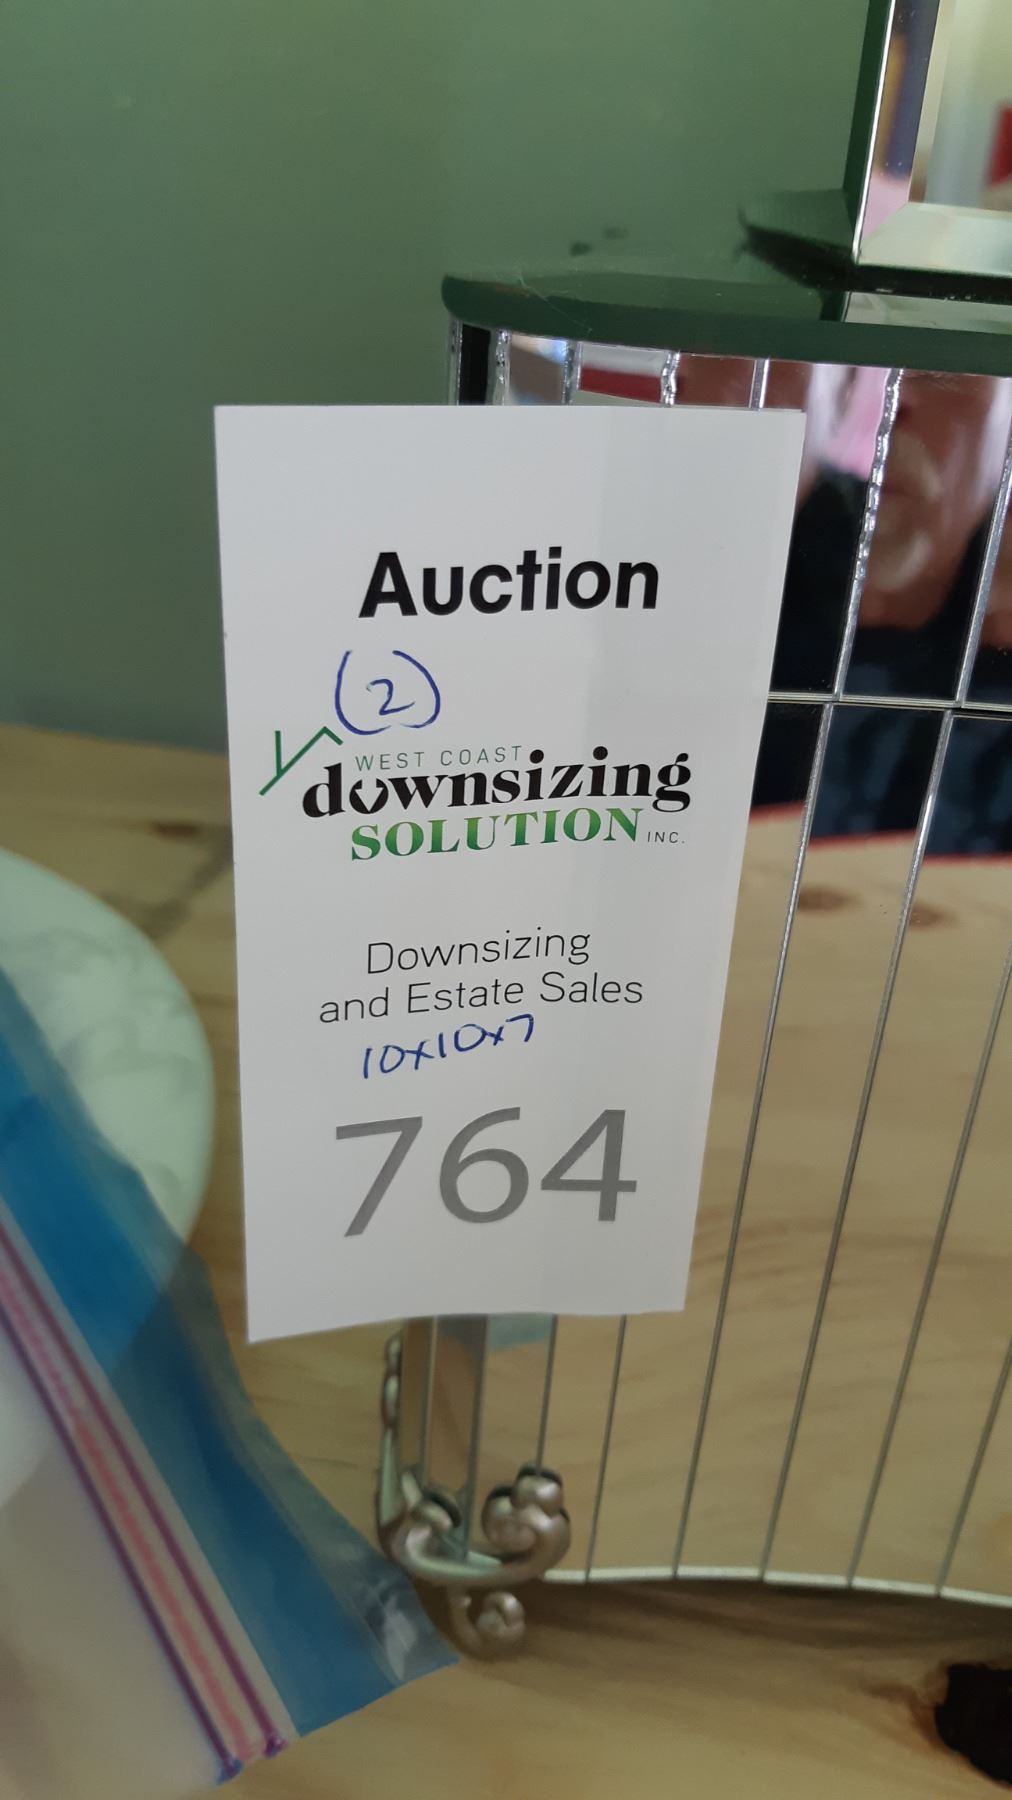 Auction
(2)
WEST COAST
downsizing
SOLUTION INC.
Downsizing
and Estate Sales
10x10x7
764